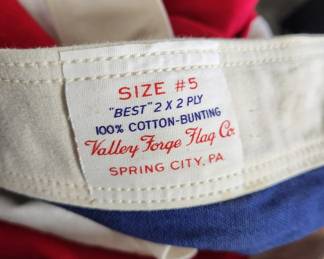 SIZE #5
"BEST" 2 X 2 PLY
100% COTTON-BUNTING
Valley Forge Flag Co.
SPRING CITY, PA